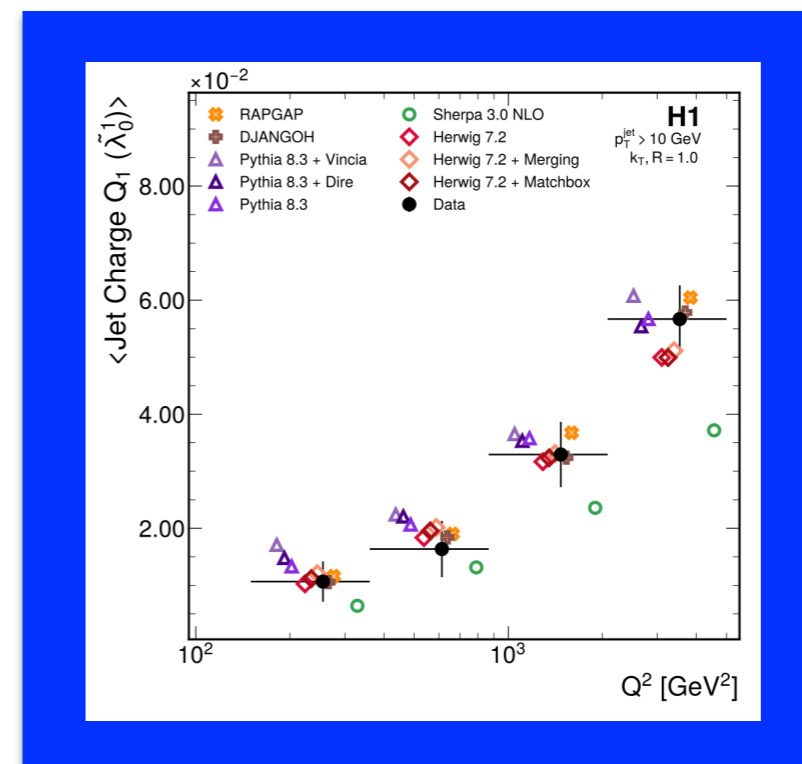 ×10⁻²
<Jet Charge Q₁ (λ̃₀¹)>
RAPGAP
DJANGOH
Pythia 8.3 + Vincia
Pythia 8.3 + Dire
Pythia 8.3
Sherpa 3.0 NLO
Herwig 7.2
Herwig 7.2 + Merging
Herwig 7.2 + Matchbox
Data
H1
p_T^jet > 10 GeV
k_T, R = 1.0
8.00
6.00
4.00
2.00
10² 10³
Q² [GeV²]